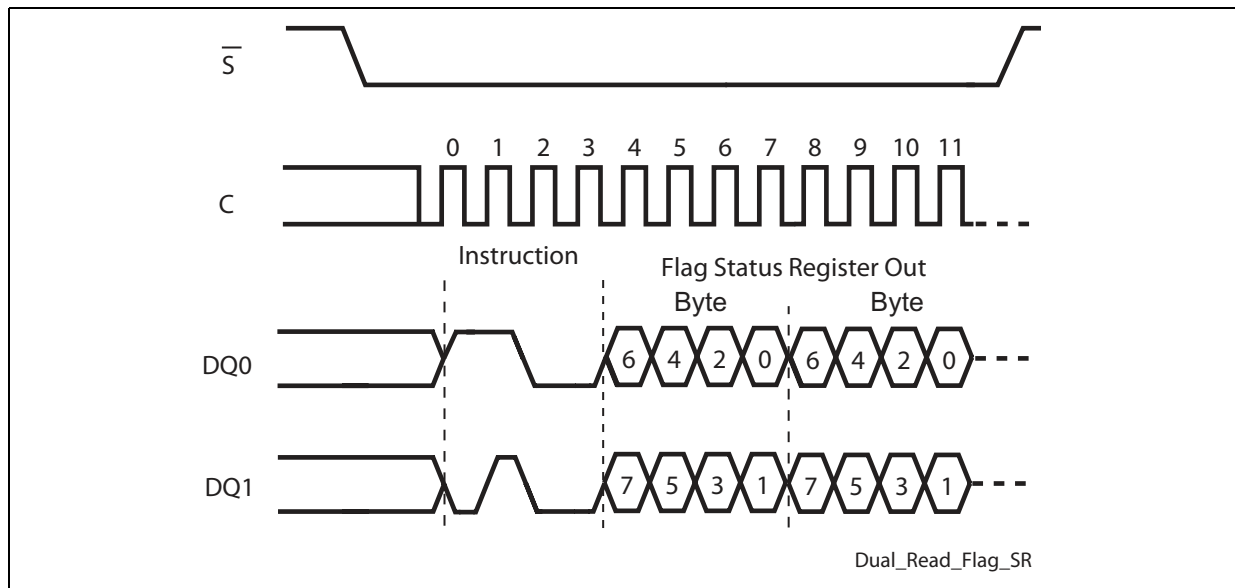 S
0 1 2 3 4 5 6 7 8 9 10 11
C
Instruction
Flag Status Register Out
Byte Byte
DQ0 6 4 2 0 6 4 2 0
DQ1 7 5 3 1 7 5 3 1
Dual_Read_Flag_SR